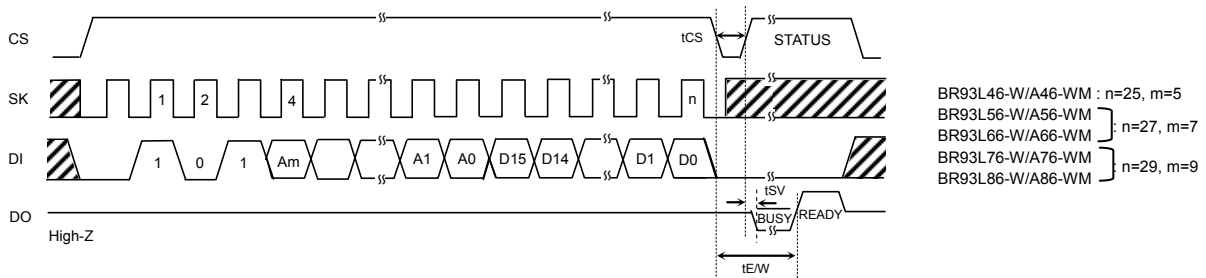 CS
tCS
STATUS
SK
1
2
4
n
BR93L46-W/A46-WM : n=25, m=5
BR93L56-W/A56-WM
BR93L66-W/A66-WM
: n=27, m=7
BR93L76-W/A76-WM
BR93L86-W/A86-WM
: n=29, m=9
DI
1
0
1
Am
A1
A0
D15
D14
D1
D0
tSV
DO
BUSY
READY
High-Z
tE/W